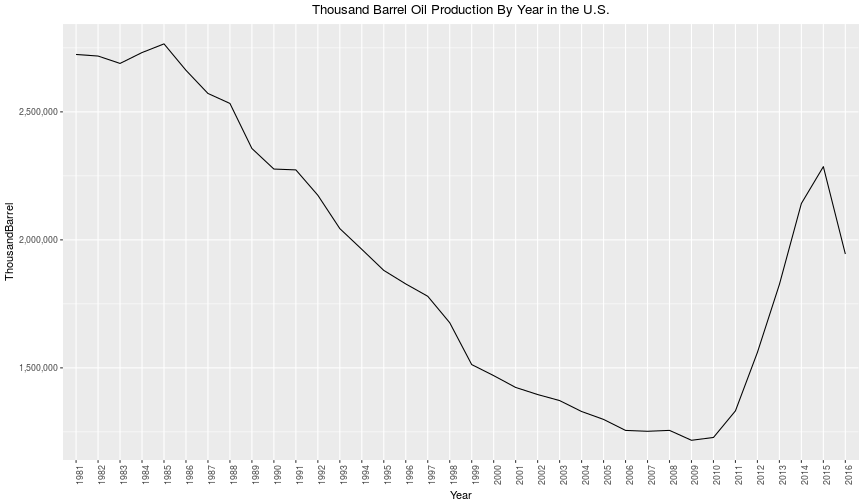 Thousand Barrel Oil Production By Year in the U.S.
ThousandBarrel
2,500,000
2,000,000
1,500,000
1981 1982 1983 1984 1985 1986 1987 1988 1989 1990 1991 1992 1993 1994 1995 1996 1997 1998 1999 2000 2001 2002 2003 2004 2005 2006 2007 2008 2009 2010 2011 2012 2013 2014 2015 2016
Year